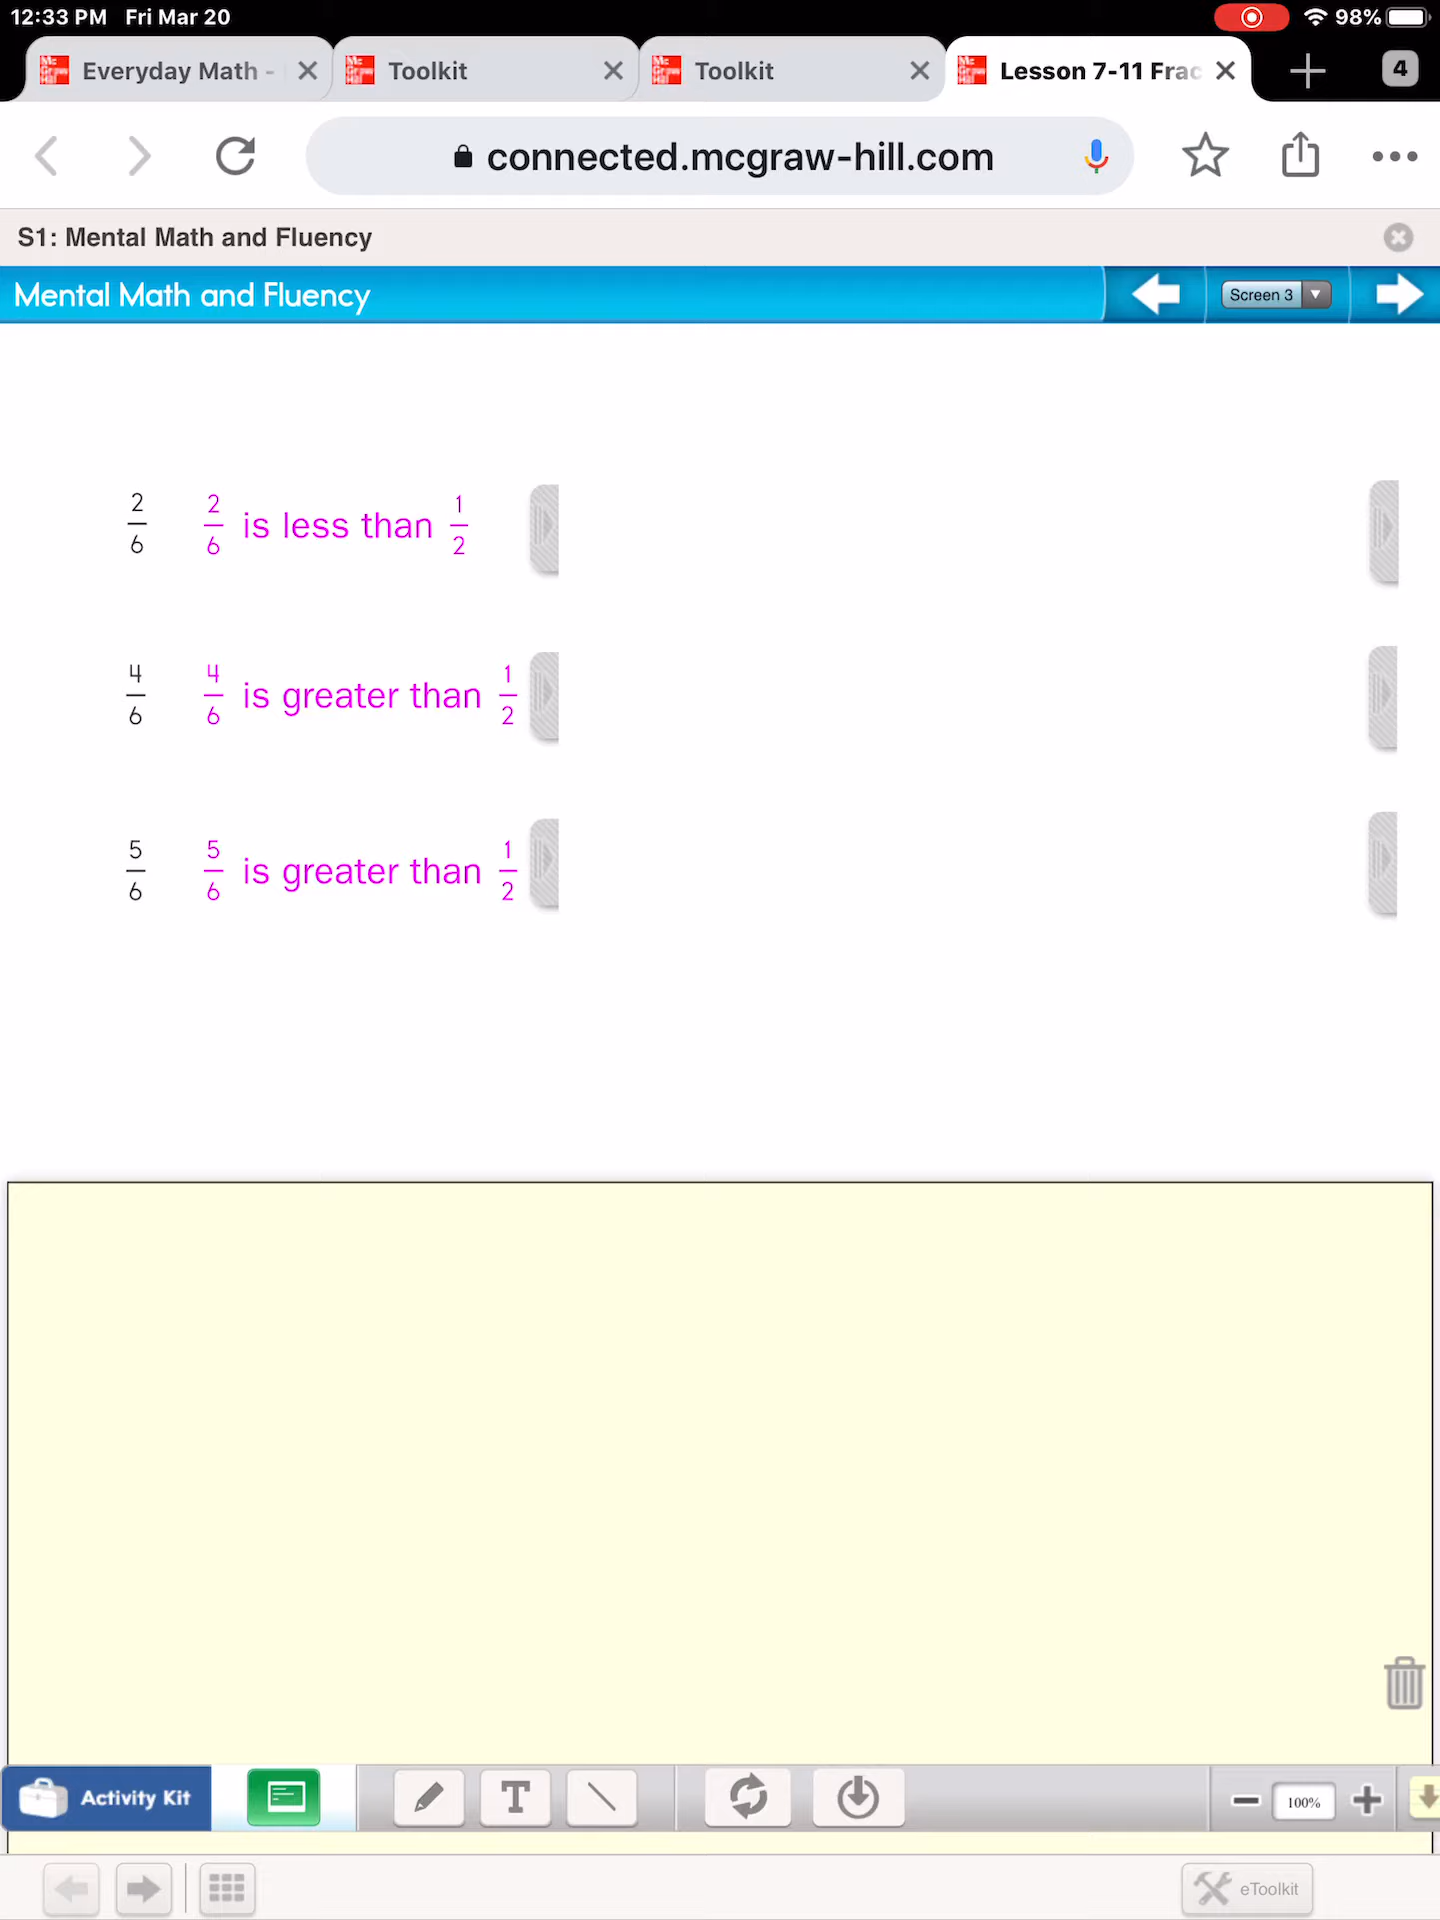 12:33 PM Fri Mar 20 98%
Everyday Math - Toolkit Toolkit Lesson 7-11 Frac 4
connected.mcgraw-hill.com
S1: Mental Math and Fluency
Mental Math and Fluency Screen 3
2/6 2/6 is less than 1/2
4/6 4/6 is greater than 1/2
5/6 5/6 is greater than 1/2
Activity Kit T 100%
eToolkit